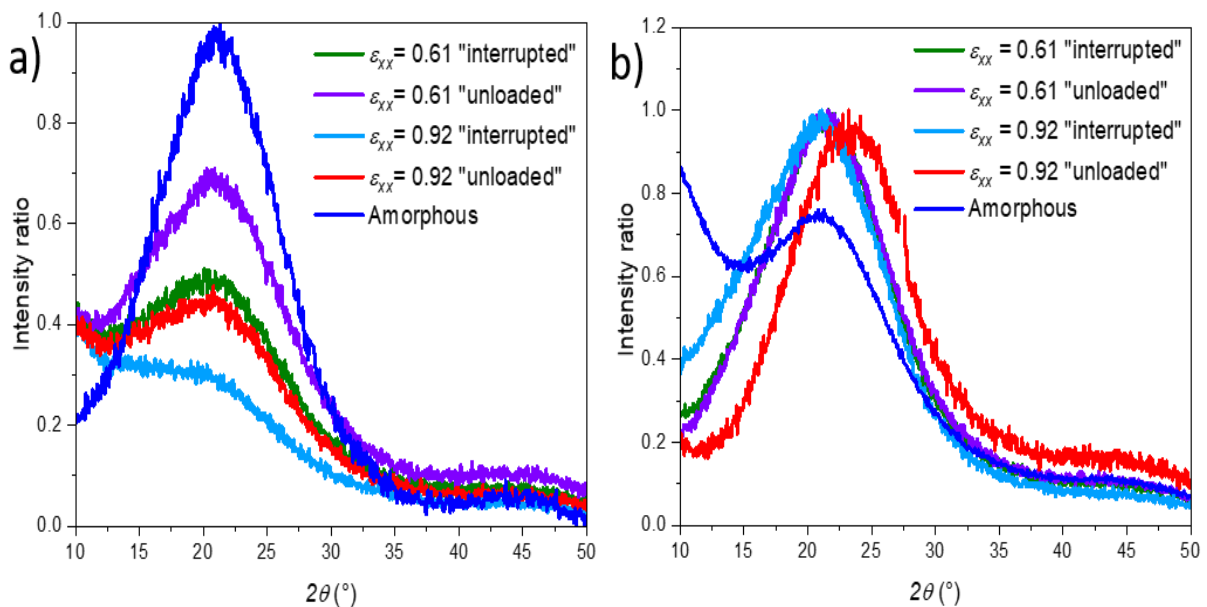 a)
Intensity ratio
1.0
0.8
0.6
0.4
0.2
0.0
10 15 20 25 30 35 40 45 50
2θ (°)
εxx = 0.61 "interrupted"
εxx = 0.61 "unloaded"
εxx = 0.92 "interrupted"
εxx = 0.92 "unloaded"
Amorphous
b)
Intensity ratio
1.2
1.0
0.8
0.6
0.4
0.2
0.0
10 15 20 25 30 35 40 45 50
2θ (°)
εxx = 0.61 "interrupted"
εxx = 0.61 "unloaded"
εxx = 0.92 "interrupted"
εxx = 0.92 "unloaded"
Amorphous